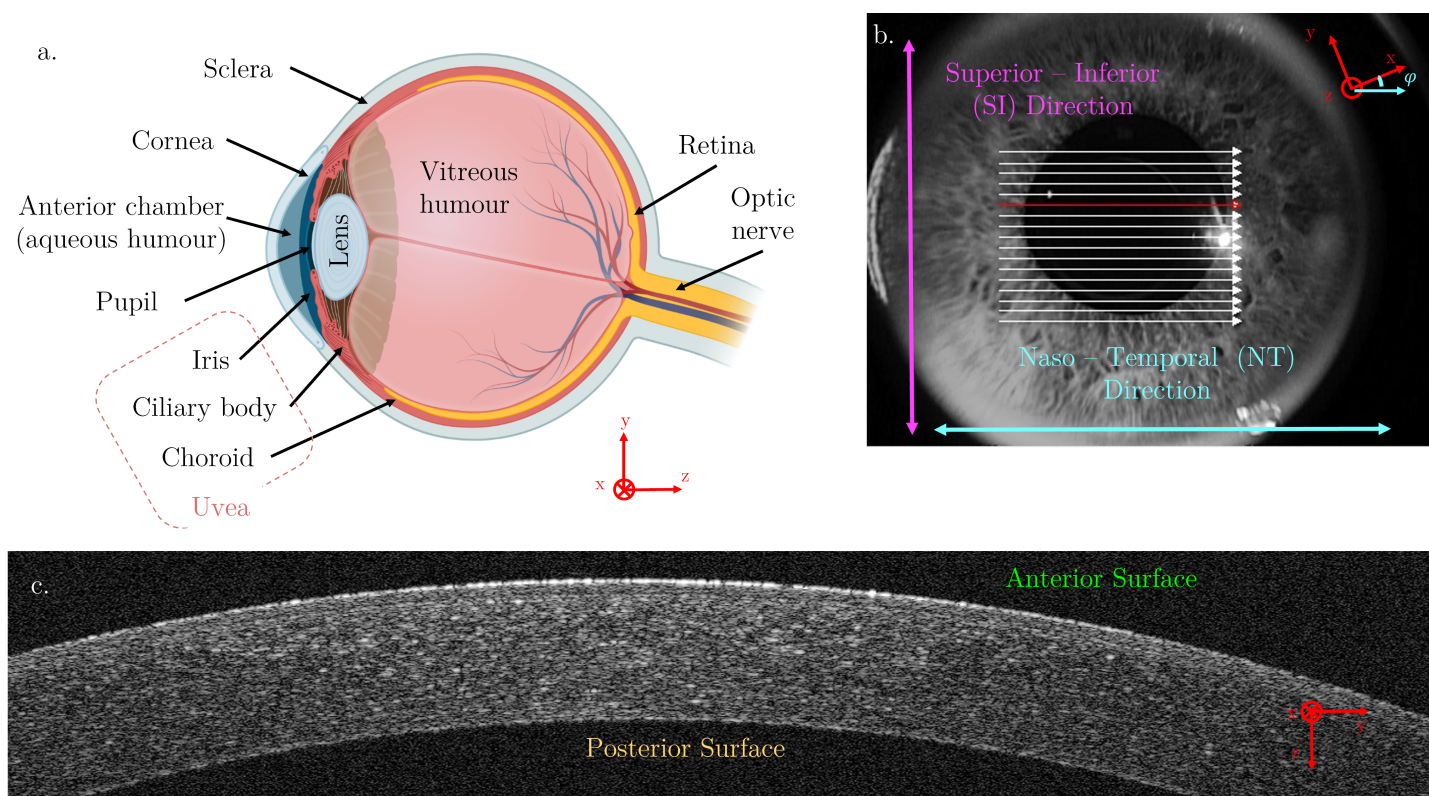 a.
Sclera
Cornea
Anterior chamber
(aqueous humour)
Pupil
Iris
Ciliary body
Choroid
Uvea
Lens
Vitreous
humour
Retina
Optic
nerve
y
x
z
b.
Superior – Inferior
(SI) Direction
y
x
z
φ
Naso – Temporal (NT)
Direction
c.
Anterior Surface
Posterior Surface
x
y
z